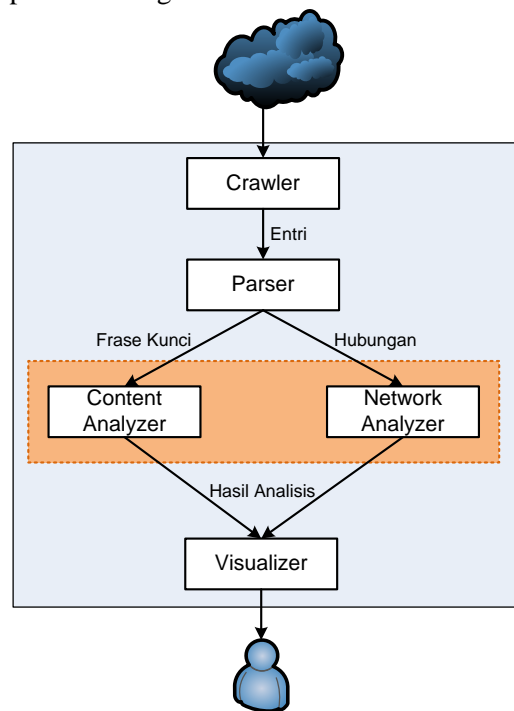 Crawler
Entri
Parser
Frase Kunci
Hubungan
Content
Analyzer
Network
Analyzer
Hasil Analisis
Visualizer